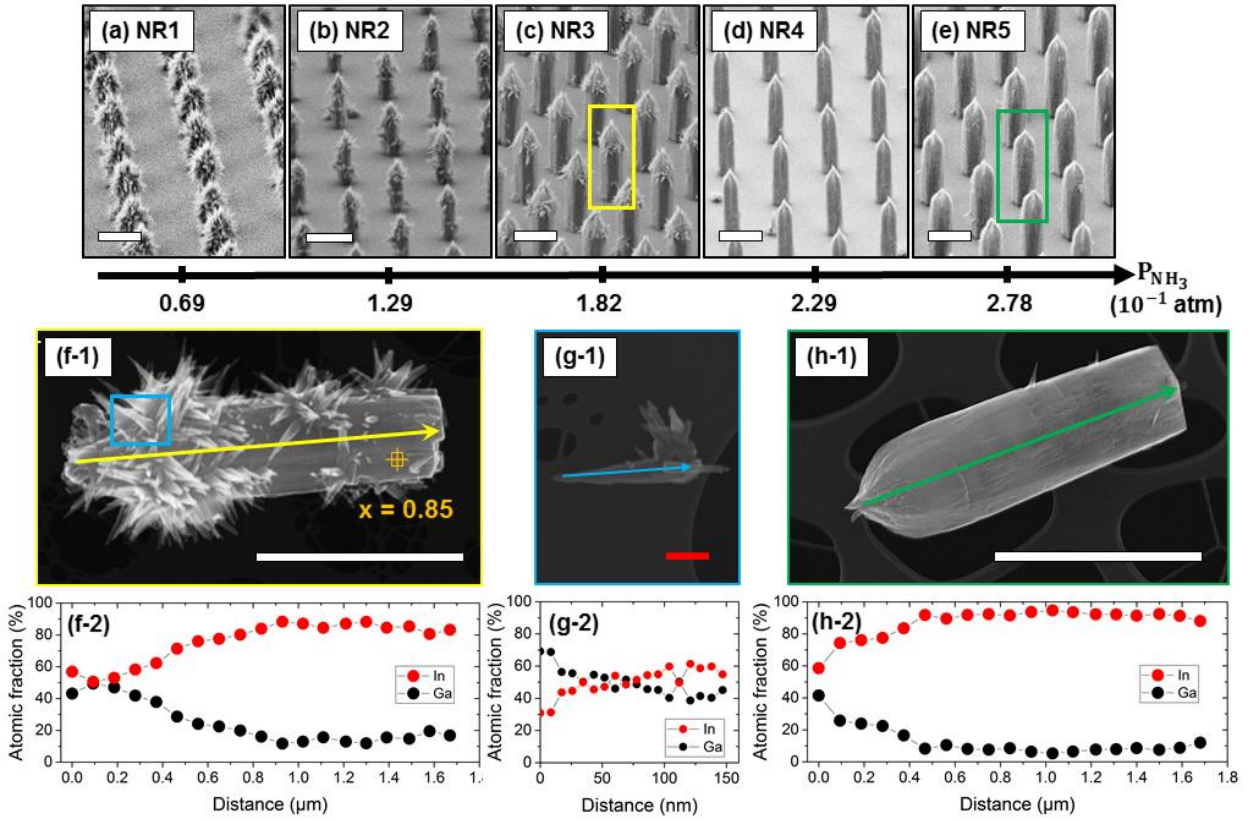 (a) NR1
(b) NR2
(c) NR3
(d) NR4
(e) NR5
0.69 1.29 1.82 2.29 2.78
P_NH₃
(10⁻¹ atm)
(f-1)
x = 0.85
(g-1)
(h-1)
(f-2)
Atomic fraction (%)
100
80
60
40
20
0
In
Ga
0.0 0.2 0.4 0.6 0.8 1.0 1.2 1.4 1.6 1.8
Distance (μm)
(g-2)
Atomic fraction (%)
100
80
60
40
20
0
In
Ga
0 50 100 150
Distance (nm)
(h-2)
Atomic fraction (%)
100
80
60
40
20
0
In
Ga
0.0 0.2 0.4 0.6 0.8 1.0 1.2 1.4 1.6 1.8
Distance (μm)